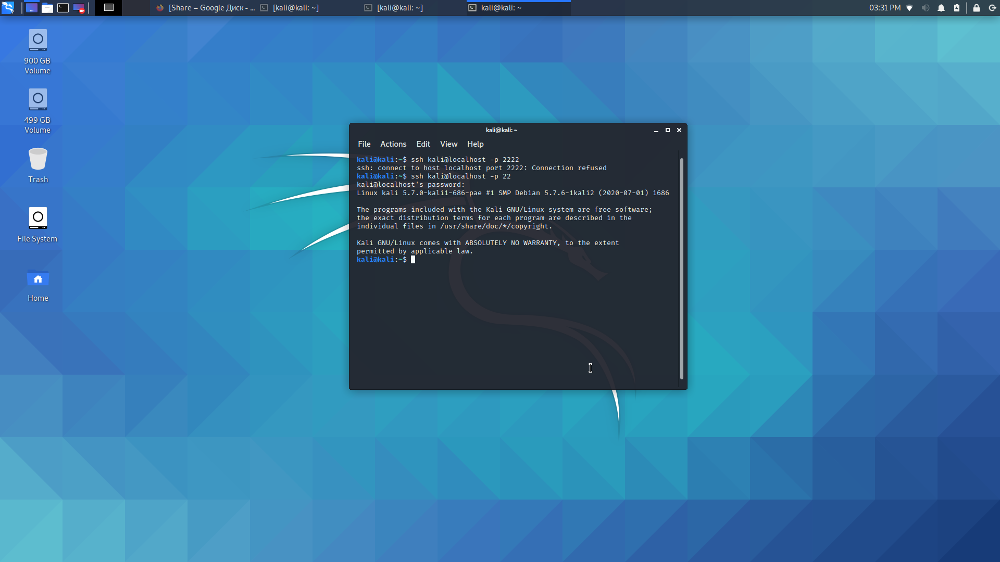 [Share – Google Диск - ...
[kali@kali: ~]
[kali@kali: ~]
kali@kali: ~
03:31 PM
900 GB
Volume
499 GB
Volume
Trash
File System
Home
kali@kali: ~
File Actions Edit View Help
kali@kali:~$ ssh kali@localhost -p 2222
ssh: connect to host localhost port 2222: Connection refused
kali@kali:~$ ssh kali@localhost -p 22
kali@localhost's password:
Linux kali 5.7.0-kali1-686-pae #1 SMP Debian 5.7.6-1kali2 (2020-07-01) i686
The programs included with the Kali GNU/Linux system are free software;
the exact distribution terms for each program are described in the
individual files in /usr/share/doc/*/copyright.
Kali GNU/Linux comes with ABSOLUTELY NO WARRANTY, to the extent
permitted by applicable law.
kali@kali:~$